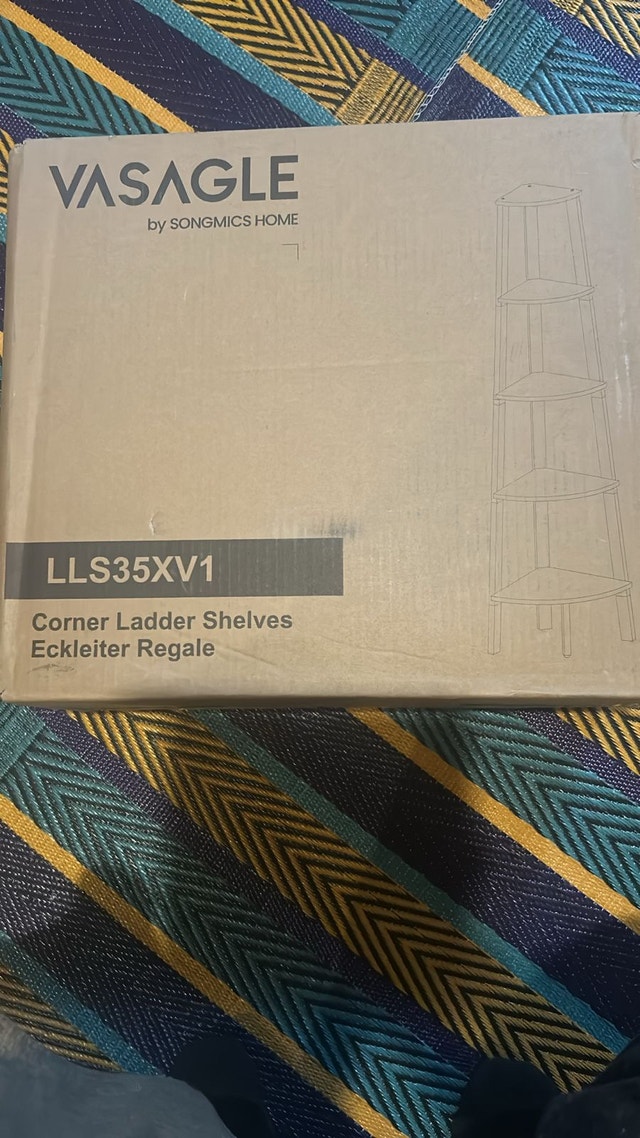 VASAGLE
by SONGMICS HOME
LLS35XV1
Corner Ladder Shelves
Eckleiter Regale